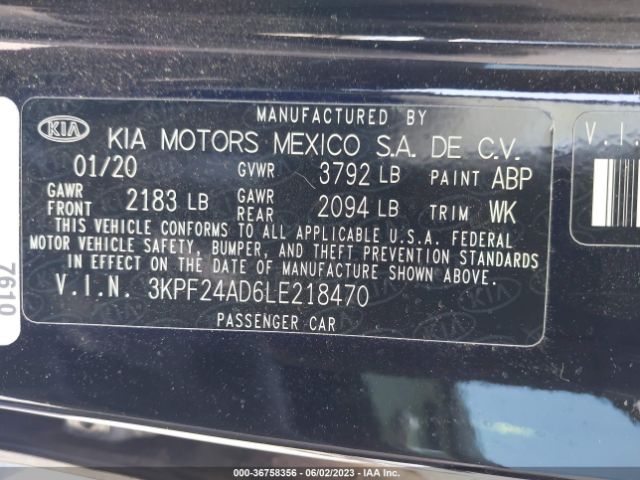 MANUFACTURED BY
KIA KIA MOTORS MEXICO S.A. DE C.V.
01/20 GVWR 3792 LB PAINT ABP
GAWR FRONT 2183 LB GAWR REAR 2094 LB TRIM WK
THIS VEHICLE CONFORMS TO ALL APPLICABLE U.S.A. FEDERAL
MOTOR VEHICLE SAFETY, BUMPER, AND THEFT PREVENTION STANDARDS
IN EFFECT ON THE DATE OF MANUFACTURE SHOWN ABOVE.
V.I.N. 3KPF24AD6LE218470
PASSENGER CAR
V.I.
7610
000-36758356 - 06/02/2023 - IAA Inc.